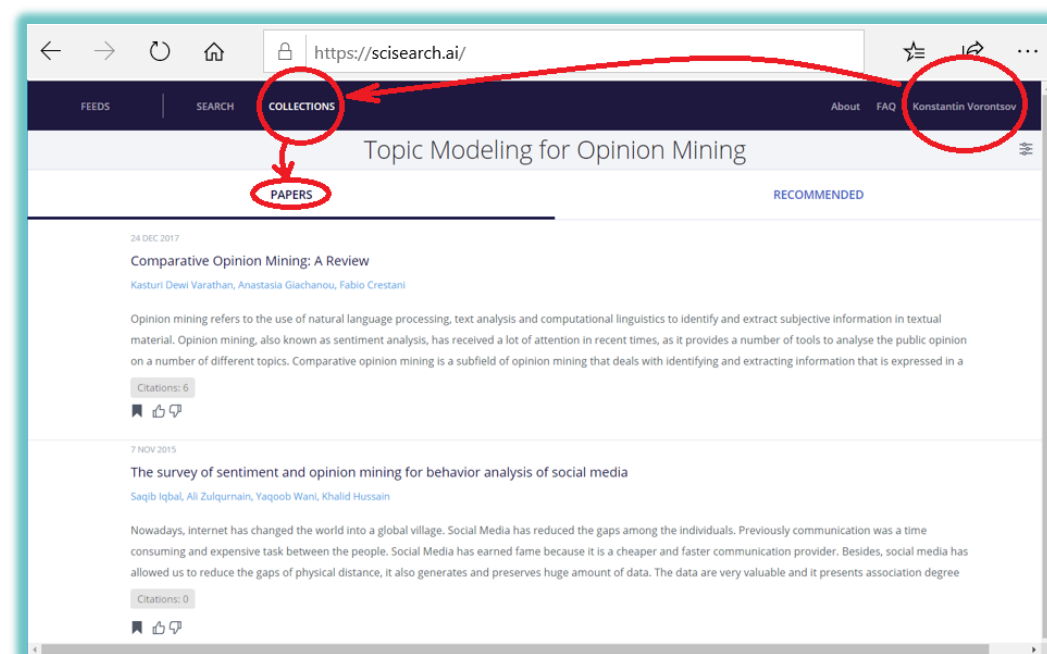 https://scisearch.ai/
FEEDS SEARCH COLLECTIONS About FAQ Konstantin Vorontsov
Topic Modeling for Opinion Mining
PAPERS RECOMMENDED
24 DEC 2017
Comparative Opinion Mining: A Review
Kasturi Dewi Varathan, Anastasia Giachanou, Fabio Crestani
Opinion mining refers to the use of natural language processing, text analysis and computational linguistics to identify and extract subjective information in textual
material. Opinion mining, also known as sentiment analysis, has received a lot of attention in recent times, as it provides a number of tools to analyse the public opinion
on a number of different topics. Comparative opinion mining is a subfield of opinion mining that deals with identifying and extracting information that is expressed in a
Citations: 6
7 NOV 2015
The survey of sentiment and opinion mining for behavior analysis of social media
Saqib Iqbal, Ali Zulqurnain, Yaqoob Wani, Khalid Hussain
Nowadays, internet has changed the world into a global village. Social Media has reduced the gaps among the individuals. Previously communication was a time
consuming and expensive task between the people. Social Media has earned fame because it is a cheaper and faster communication provider. Besides, social media has
allowed us to reduce the gaps of physical distance, it also generates and preserves huge amount of data. The data are very valuable and it presents association degree
Citations: 0